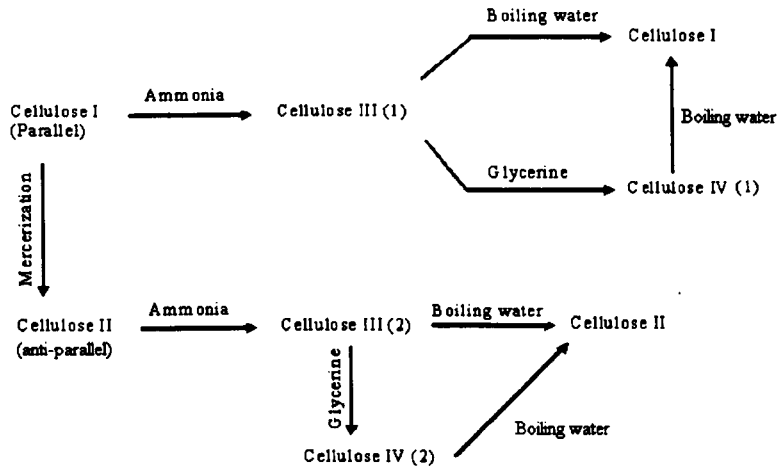 Boiling water
Cellulose I
Ammonia
Cellulose I
(Parallel)
Cellulose III (1)
Boiling water
Glycerine
Cellulose IV (1)
Mercerization
Ammonia
Boiling water
Cellulose II
(anti-parallel)
Cellulose III (2)
Cellulose II
Glycerine
Boiling water
Cellulose IV (2)